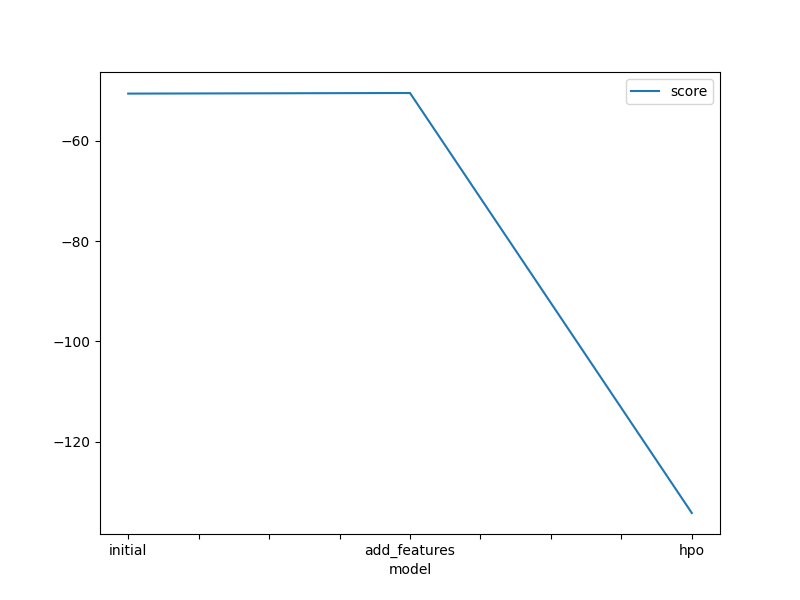 score
−60
−80
−100
−120
initial add_features hpo
model